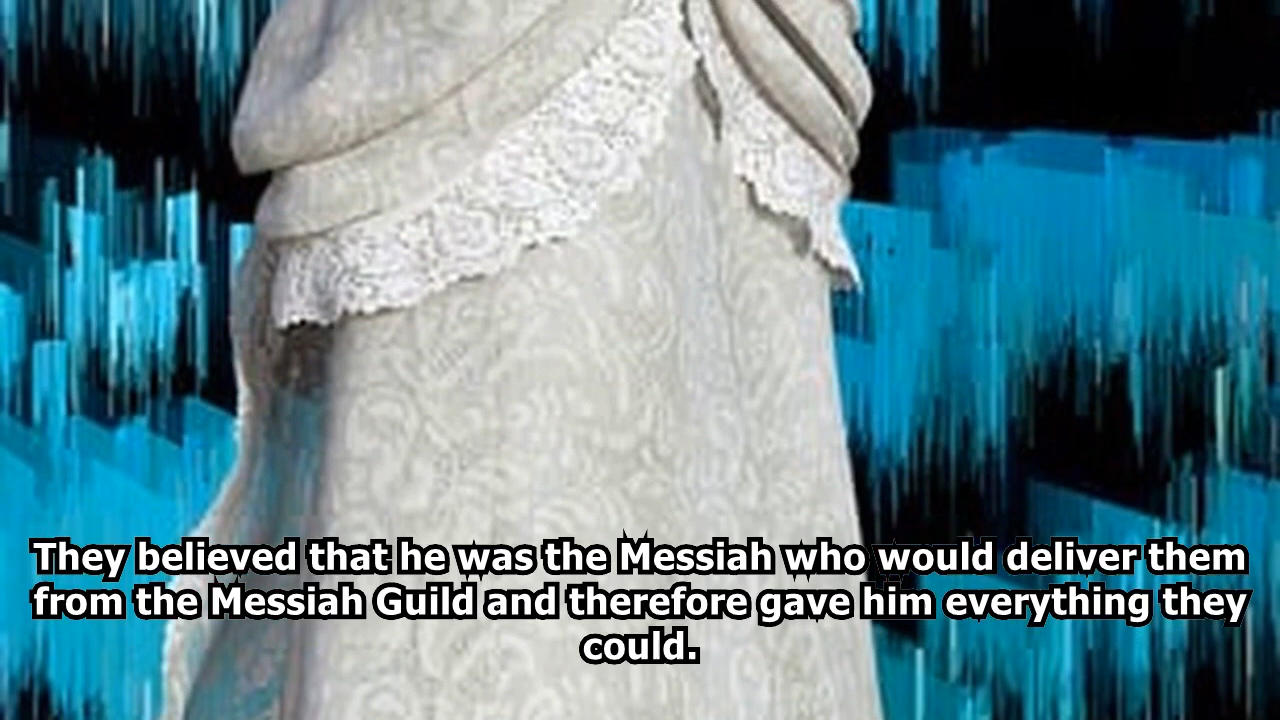 They believed that he was the Messiah who would deliver them
from the Messiah Guild and therefore gave him everything they
could.